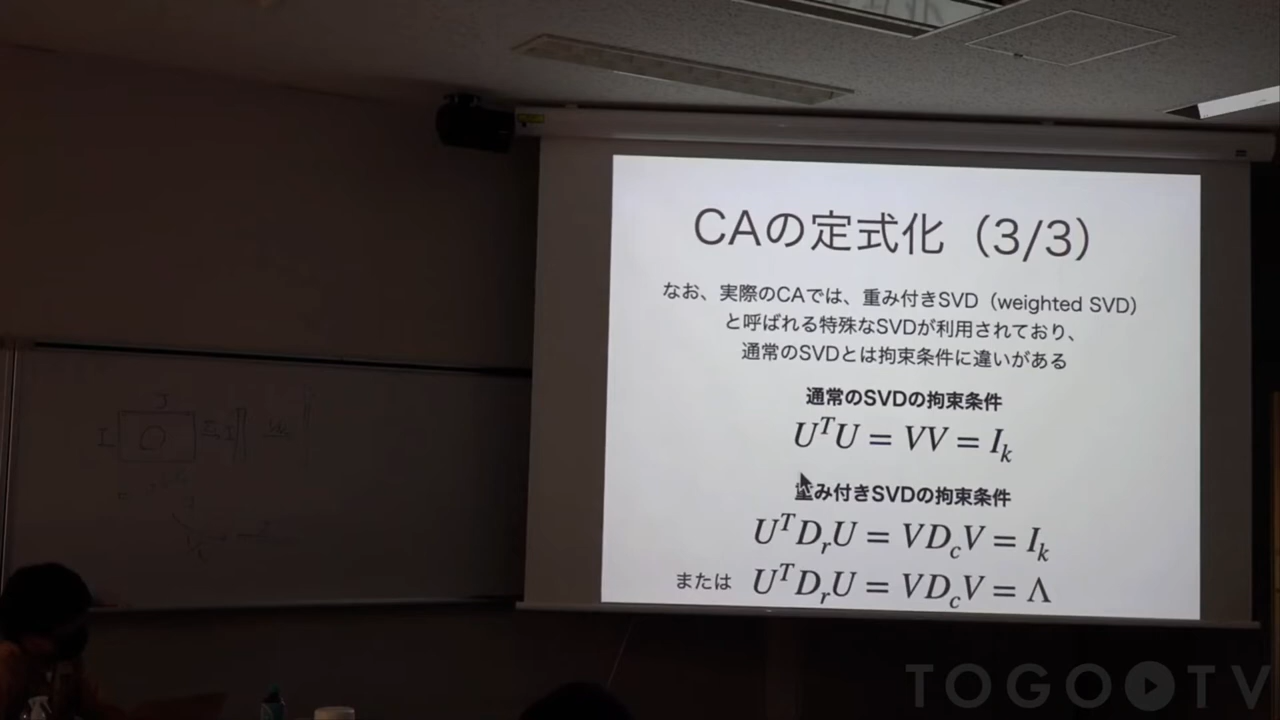 CAの定式化（3/3）
なお、実際のCAでは、重み付きSVD（weighted SVD）
と呼ばれる特殊なSVDが利用されており、
通常のSVDとは拘束条件に違いがある
通常のSVDの拘束条件
U^T U = VV = I_k
重み付きSVDの拘束条件
U^T D_r U = VD_c V = I_k
または U^T D_r U = VD_c V = Λ
J
I
TOGO TV